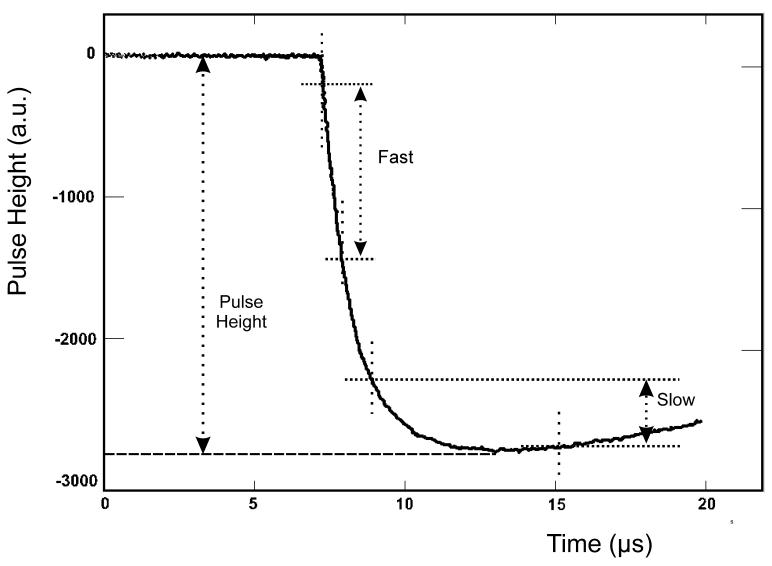 Pulse Height (a.u.)
0
-1000
-2000
-3000
Fast
Pulse
Height
Slow
0
5
10
15
20
s
Time (µs)